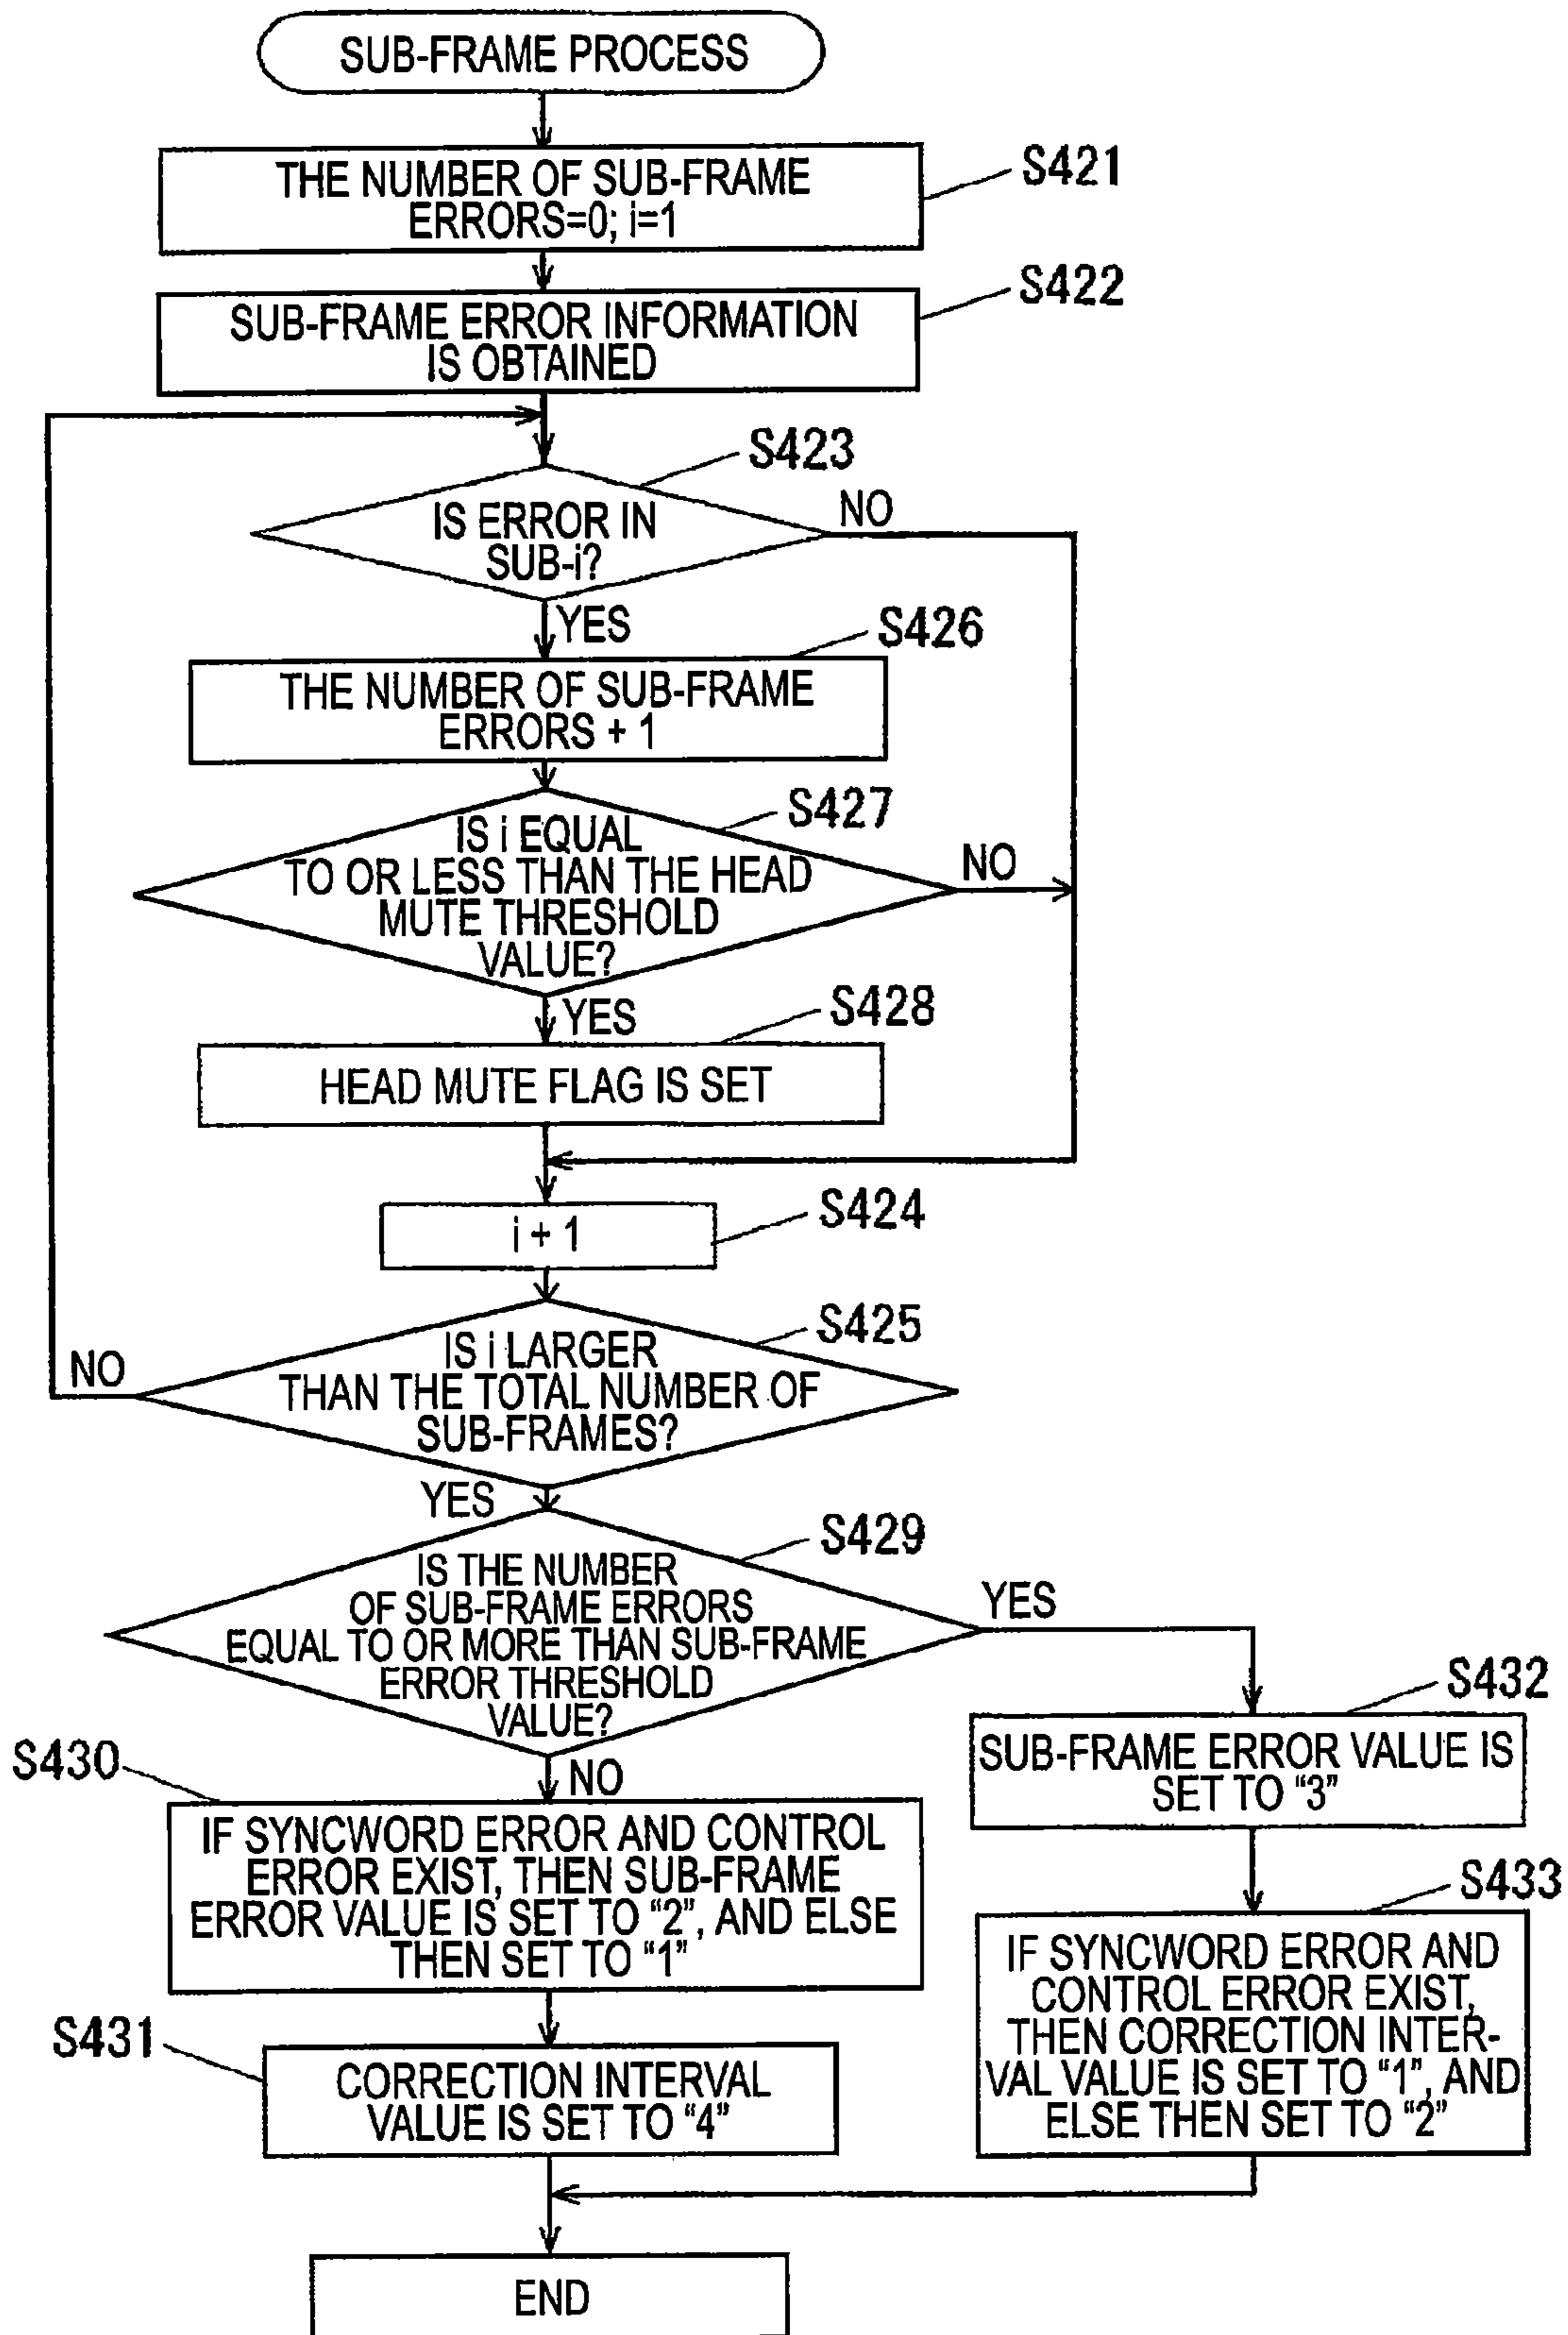 SUB-FRAME PROCESS
THE NUMBER OF SUB-FRAME
ERRORS=0; i=1
S421
SUB-FRAME ERROR INFORMATION
IS OBTAINED
S422
IS ERROR IN
SUB-i?
S423
NO
YES
THE NUMBER OF SUB-FRAME
ERRORS + 1
S426
IS i EQUAL
TO OR LESS THAN THE HEAD
MUTE THRESHOLD
VALUE?
S427
NO
YES
HEAD MUTE FLAG IS SET
S428
i + 1
S424
IS i LARGER
THAN THE TOTAL NUMBER OF
SUB-FRAMES?
S425
NO
YES
IS THE NUMBER
OF SUB-FRAME ERRORS
EQUAL TO OR MORE THAN SUB-FRAME
ERROR THRESHOLD
VALUE?
S429
YES
NO
S430
IF SYNCWORD ERROR AND CONTROL
ERROR EXIST, THEN SUB-FRAME
ERROR VALUE IS SET TO “2”, AND ELSE
THEN SET TO “1”
S431
CORRECTION INTERVAL
VALUE IS SET TO “4”
S432
SUB-FRAME ERROR VALUE IS
SET TO “3”
S433
IF SYNCWORD ERROR AND
CONTROL ERROR EXIST,
THEN CORRECTION INTER-
VAL VALUE IS SET TO “1”, AND
ELSE THEN SET TO “2”
END